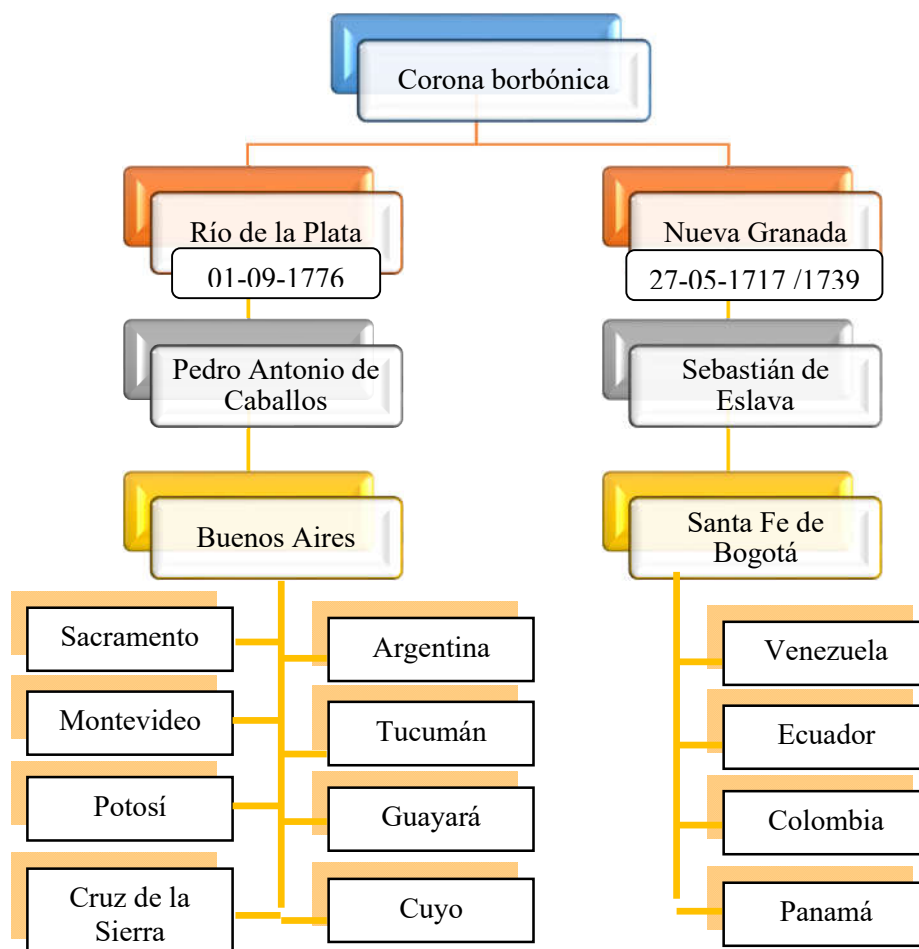 Corona borbónica
Río de la Plata
01-09-1776
Nueva Granada
27-05-1717 /1739
Pedro Antonio de
Caballos
Sebastián de
Eslava
Buenos Aires
Santa Fe de
Bogotá
Sacramento
Argentina
Montevideo
Tucumán
Potosí
Guayará
Cruz de la
Sierra
Cuyo
Venezuela
Ecuador
Colombia
Panamá